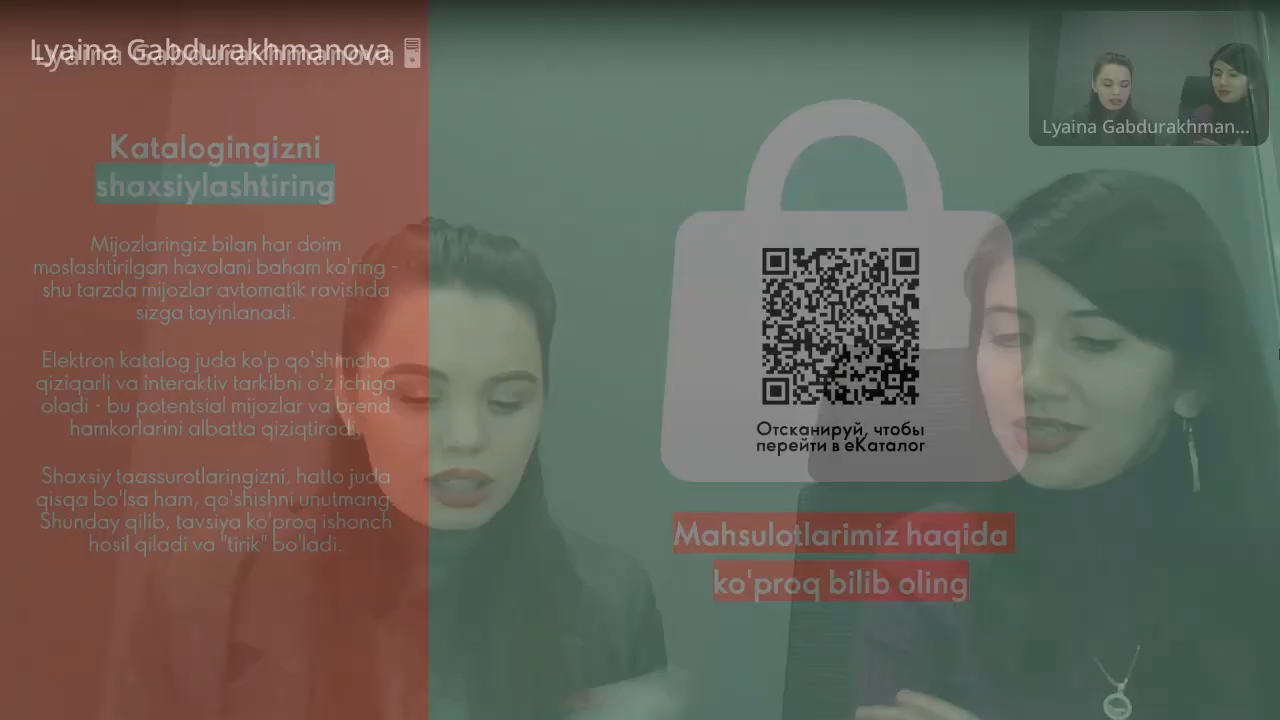 Lyaina Gabdurakhmanova
Lyaina Gabdurakhman...
Katalogingizni
shaxsiylashtiring
Mijozlaringiz bilan har doim
moslashtirilgan havolani baham ko'ring -
shu tarzda mijozlar avtomatik ravishda
sizga tayinlanadi.
Elektron katalog juda ko'p qo'shimcha
qiziqarli va interaktiv tarkibni o'z ichiga
oladi - bu potentsial mijozlar va brend
hamkorlarini albatta qiziqtiradi.
Shaxsiy taassurotlaringizni, hatto juda
qisqa bo'lsa ham, qo'shishni unutmang.
Shunday qilib, tavsiya ko'proq ishonch
hosil qiladi va "tirik" bo'ladi.
Отсканируй, чтобы
перейти в еКаталог
Mahsulotlarimiz haqida
ko'proq bilib oling